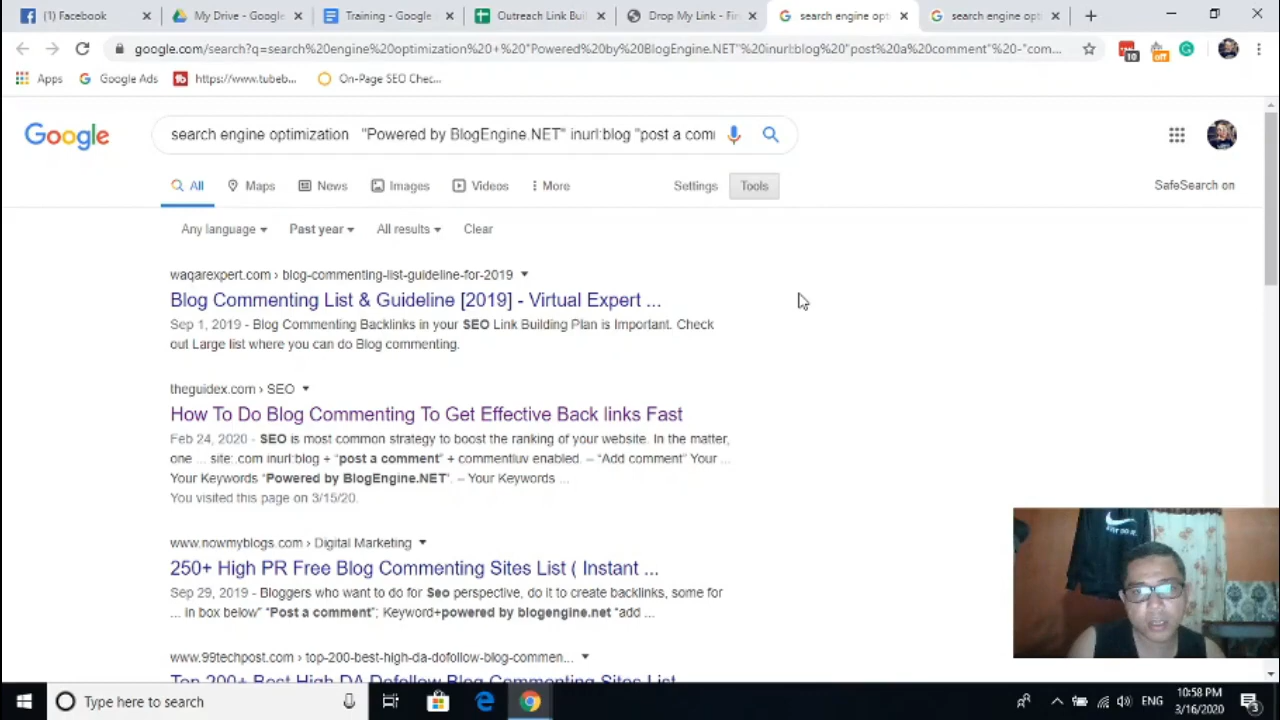 (1) Facebook
My Drive - Google
Training - Google
Outreach Link Buil
Drop My Link - Fi
search engine opti
search engine opti
google.com/search?q=search%20engine%20optimization%20+%20"Powered%20by%20BlogEngine.NET"%20inurl:blog%20"post%20a%20comment"%20-"com...
10
off
Apps
Google Ads
https://www.tubeb...
On-Page SEO Chec...
Google
search engine optimization "Powered by BlogEngine.NET" inurl:blog "post a com
All
Maps
News
Images
Videos
More
Settings
Tools
SafeSearch on
Any language
Past year
All results
Clear
waqarexpert.com › blog-commenting-list-guideline-for-2019
Blog Commenting List & Guideline [2019] - Virtual Expert ...
Sep 1, 2019 - Blog Commenting Backlinks in your SEO Link Building Plan is Important. Check
out Large list where you can do Blog commenting.
theguidex.com › SEO
How To Do Blog Commenting To Get Effective Back links Fast
Feb 24, 2020 - SEO is most common strategy to boost the ranking of your website. In the matter,
one ... site:.com inurl:blog + "post a comment" + commentluv enabled. – "Add comment" Your ...
Your Keywords "Powered by BlogEngine.NET". – Your Keywords ...
You visited this page on 3/15/20.
www.nowmyblogs.com › Digital Marketing
250+ High PR Free Blog Commenting Sites List ( Instant ...
Sep 29, 2019 - Bloggers who want to do for Seo perspective, do it to create backlinks, some for
... in box below" "Post a comment"; Keyword+powered by blogengine.net "add ...
www.99techpost.com › top-200-best-high-da-dofollow-blog-commen...
Top 200+ Best High DA Dofollow Blog Commenting Sites List
Type here to search
ENG
10:58 PM
3/16/2020
3